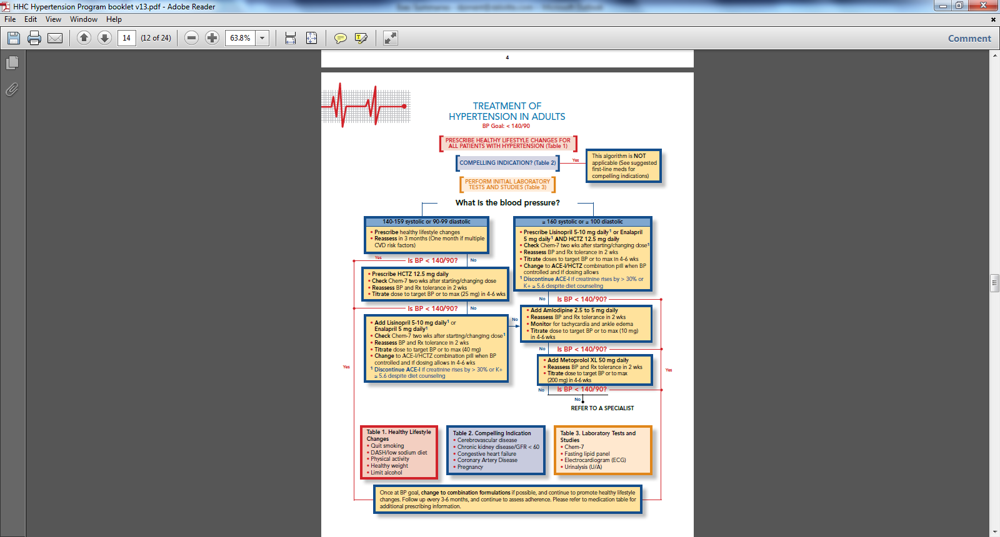 HHC Hypertension Program booklet v13.pdf - Adobe Reader
File Edit View Window Help
14 (12 of 24) 63.8% Comment
4
TREATMENT OF
HYPERTENSION IN ADULTS
BP Goal: < 140/90
PRESCRIBE HEALTHY LIFESTYLE CHANGES FOR
ALL PATIENTS WITH HYPERTENSION (Table 1)
COMPELLING INDICATION? (Table 2)
Yes
This algorithm is NOT
applicable (See suggested
first-line meds for
compelling indications)
PERFORM INITIAL LABORATORY
TESTS AND STUDIES (Table 3)
What is the blood pressure?
140-159 systolic or 90-99 diastolic
• Prescribe healthy lifestyle changes
• Reassess in 3 months (One month if multiple
CVD risk factors)
Yes
Is BP < 140/90?
No
• Prescribe HCTZ 12.5 mg daily
• Check Chem-7 two wks after starting/changing dose
• Reassess BP and Rx tolerance in 2 wks
• Titrate dose to target BP or to max (25 mg) in 4-6 wks
Is BP < 140/90?
No
• Add Lisinopril 5-10 mg daily¹ or
Enalapril 5 mg daily¹
• Check Chem-7 two wks after starting/changing dose¹
• Reassess BP and Rx tolerance in 2 wks
• Titrate dose to target BP or to max (40 mg)
• Change to ACE-I/HCTZ combination pill when BP
controlled and if dosing allows in 4-6 wks
¹ Discontinue ACE-I if creatinine rises by > 30% or K+
≥ 5.6 despite diet counseling
Yes
No
≥ 160 systolic or ≥ 100 diastolic
• Prescribe Lisinopril 5-10 mg daily¹ or Enalapril
5 mg daily¹ AND HCTZ 12.5 mg daily
• Check Chem-7 two wks after starting/changing dose¹
• Reassess BP and Rx tolerance in 2 wks
• Titrate doses to target BP or to max in 4-6 wks
• Change to ACE-I/HCTZ combination pill when BP
controlled and if dosing allows
¹ Discontinue ACE-I if creatinine rises by > 30% or
K+ ≥ 5.6 despite diet counseling
No
Is BP < 140/90?
• Add Amlodipine 2.5 to 5 mg daily
• Reassess BP and Rx tolerance in 2 wks
• Monitor for tachycardia and ankle edema
• Titrate dose to target BP or to max (10 mg)
in 4-6 wks
No
Is BP < 140/90?
• Add Metoprolol XL 50 mg daily
• Reassess BP and Rx tolerance in 2 wks
• Titrate dose to target BP or to max
(200 mg) in 4-6 wks
Yes
No
Is BP < 140/90?
No
REFER TO A SPECIALIST
Table 1. Healthy Lifestyle
Changes
• Quit smoking
• DASH/low sodium diet
• Physical activity
• Healthy weight
• Limit alcohol
Table 2. Compelling Indication
• Cerebrovascular disease
• Chronic kidney disease/GFR < 60
• Congestive heart failure
• Coronary Artery Disease
• Pregnancy
Table 3. Laboratory Tests and
Studies
• Chem-7
• Fasting lipid panel
• Electrocardiogram (ECG)
• Urinalysis (U/A)
Once at BP goal, change to combination formulations if possible, and continue to promote healthy lifestyle
changes. Follow up every 3-6 months, and continue to assess adherence. Please refer to medication table for
additional prescribing information.